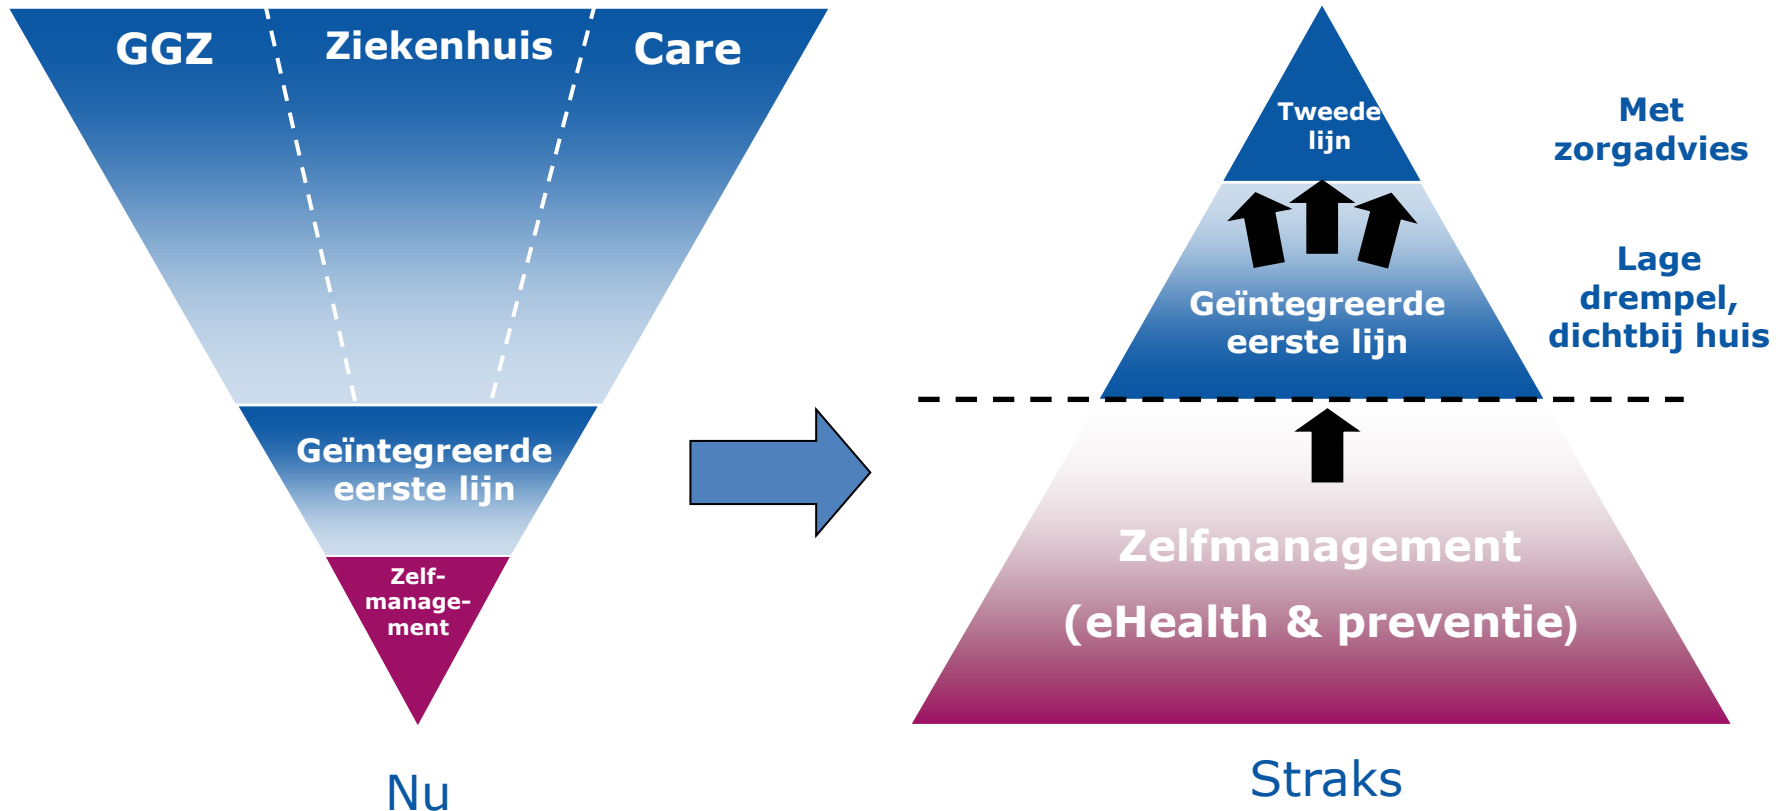 GGZ
Ziekenhuis
Care
Geïntegreerde
eerste lijn
Zelf-
manage-
ment
Nu
Tweede
lijn
Met
zorgadvies
Geïntegreerde
eerste lijn
Lage
drempel,
dichtbij huis
Zelfmanagement
(eHealth & preventie)
Straks